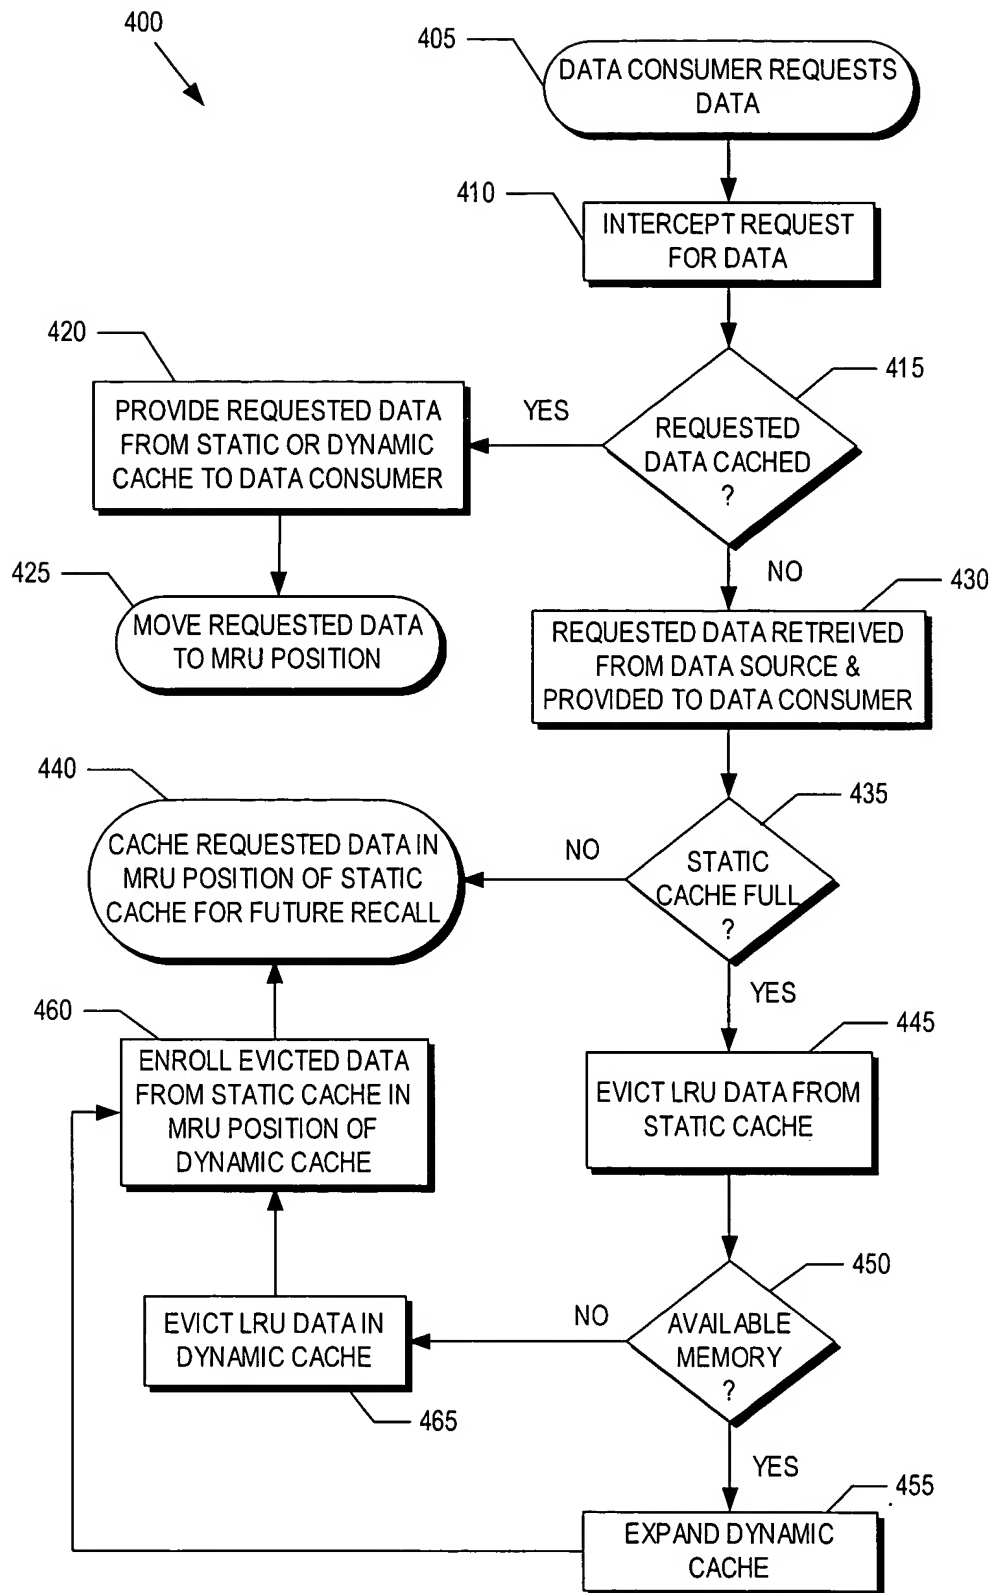 400
405
DATA CONSUMER REQUESTS
DATA
410
INTERCEPT REQUEST
FOR DATA
415
REQUESTED
DATA CACHED
?
YES
420
PROVIDE REQUESTED DATA
FROM STATIC OR DYNAMIC
CACHE TO DATA CONSUMER
425
MOVE REQUESTED DATA
TO MRU POSITION
NO
430
REQUESTED DATA RETREIVED
FROM DATA SOURCE &
PROVIDED TO DATA CONSUMER
435
STATIC
CACHE FULL
?
NO
440
CACHE REQUESTED DATA IN
MRU POSITION OF STATIC
CACHE FOR FUTURE RECALL
YES
445
EVICT LRU DATA FROM
STATIC CACHE
460
ENROLL EVICTED DATA
FROM STATIC CACHE IN
MRU POSITION OF
DYNAMIC CACHE
450
AVAILABLE
MEMORY
?
NO
EVICT LRU DATA IN
DYNAMIC CACHE
465
YES
455
EXPAND DYNAMIC
CACHE